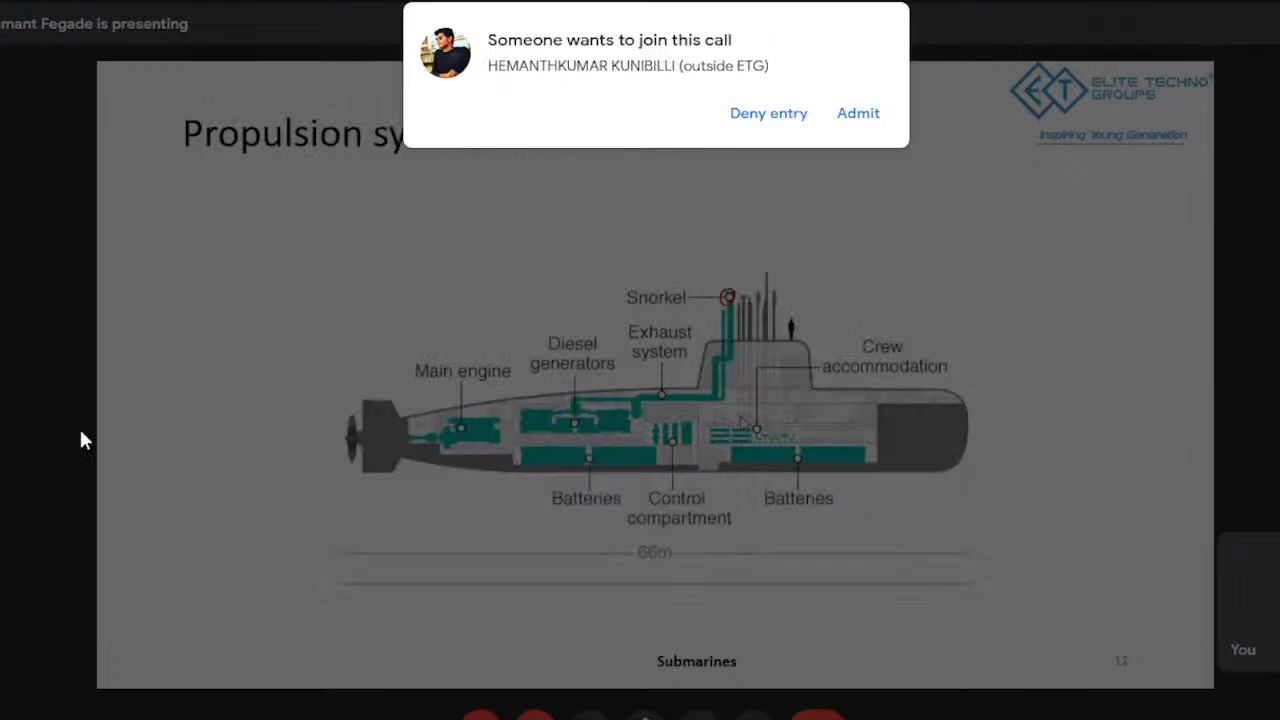 mant Fegade is presenting
Someone wants to join this call
HEMANTHKUMAR KUNIBILLI (outside ETG)
Deny entry Admit
ET ELITE TECHNO
GROUPS
Inspiring Young Generation
Propulsion sy
Snorkel
Exhaust
system
Diesel
generators
Main engine
Crew
accommodation
Batteries
Control
compartment
Batteries
66m
Submarines
11
You